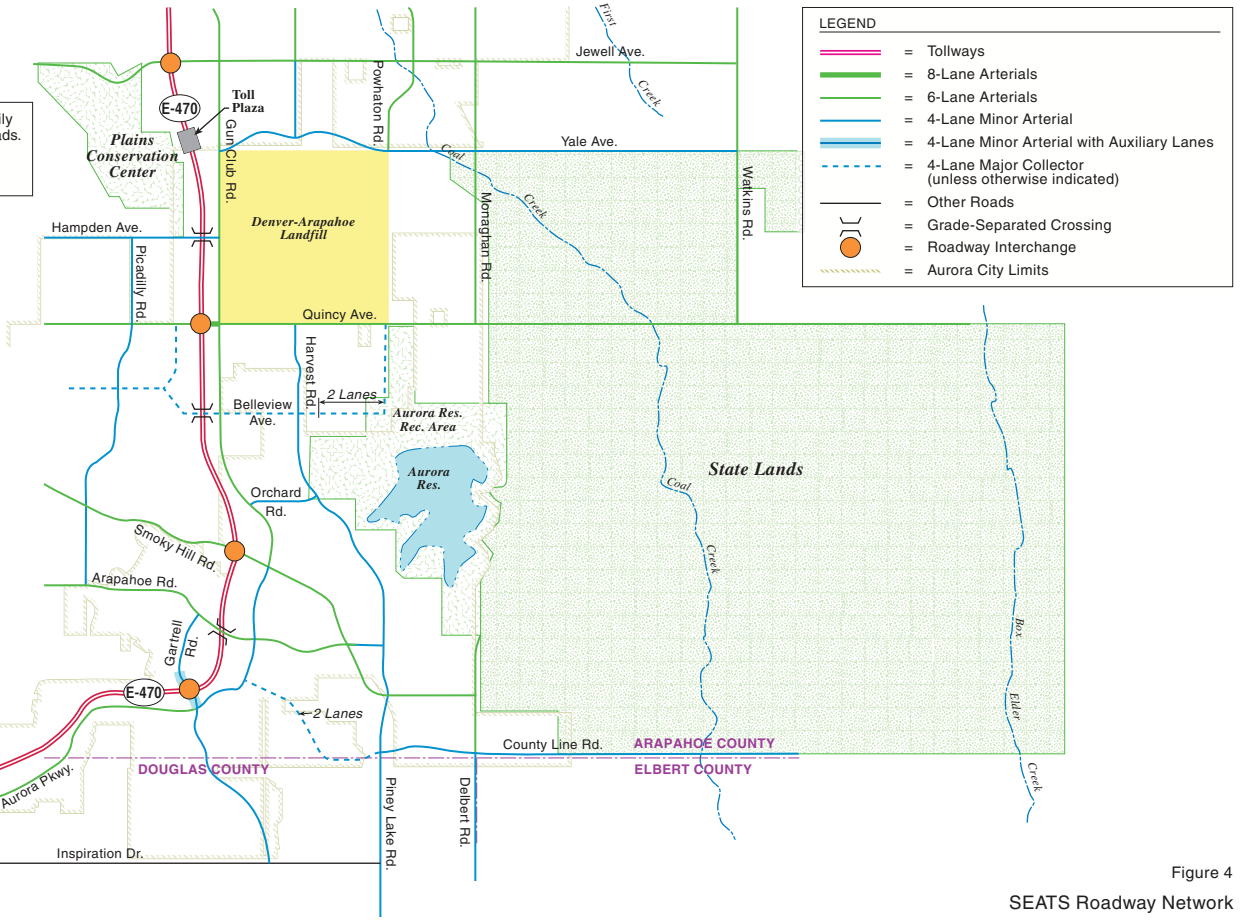 LEGEND
= Tollways
= 8-Lane Arterials
= 6-Lane Arterials
= 4-Lane Minor Arterial
= 4-Lane Minor Arterial with Auxiliary Lanes
= 4-Lane Major Collector
(unless otherwise indicated)
= Other Roads
= Grade-Separated Crossing
= Roadway Interchange
= Aurora City Limits
First
Creek
Jewell Ave.
Powhaton Rd.
E-470
Toll
Plaza
ily
ads.
Plains
Conservation
Center
Gun Club Rd.
Yale Ave.
Coal
Creek
Watkins Rd.
Monaghan Rd.
Denver-Arapahoe
Landfill
Hampden Ave.
Picadilly Rd.
Quincy Ave.
Harvest Rd.
2 Lanes
Belleview
Ave.
Aurora Res.
Rec. Area
Aurora
Res.
State Lands
Coal
Creek
Orchard
Rd.
Smoky Hill Rd.
Arapahoe Rd.
Gartrell
Rd.
Box
Elder
Creek
E-470
2 Lanes
County Line Rd.
ARAPAHOE COUNTY
DOUGLAS COUNTY
ELBERT COUNTY
Aurora Pkwy.
Piney Lake Rd.
Delbert Rd.
Inspiration Dr.
Figure 4
SEATS Roadway Network